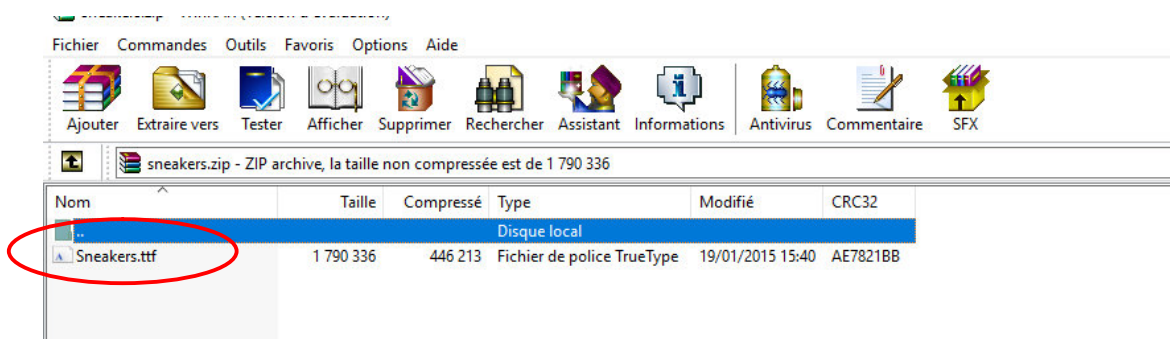 Fichier Commandes Outils Favoris Options Aide
Ajouter Extraire vers Tester Afficher Supprimer Rechercher Assistant Informations Antivirus Commentaire SFX
sneakers.zip - ZIP archive, la taille non compressée est de 1 790 336
Nom Taille Compressé Type Modifié CRC32
.. Disque local
Sneakers.ttf 1 790 336 446 213 Fichier de police TrueType 19/01/2015 15:40 AE7821BB